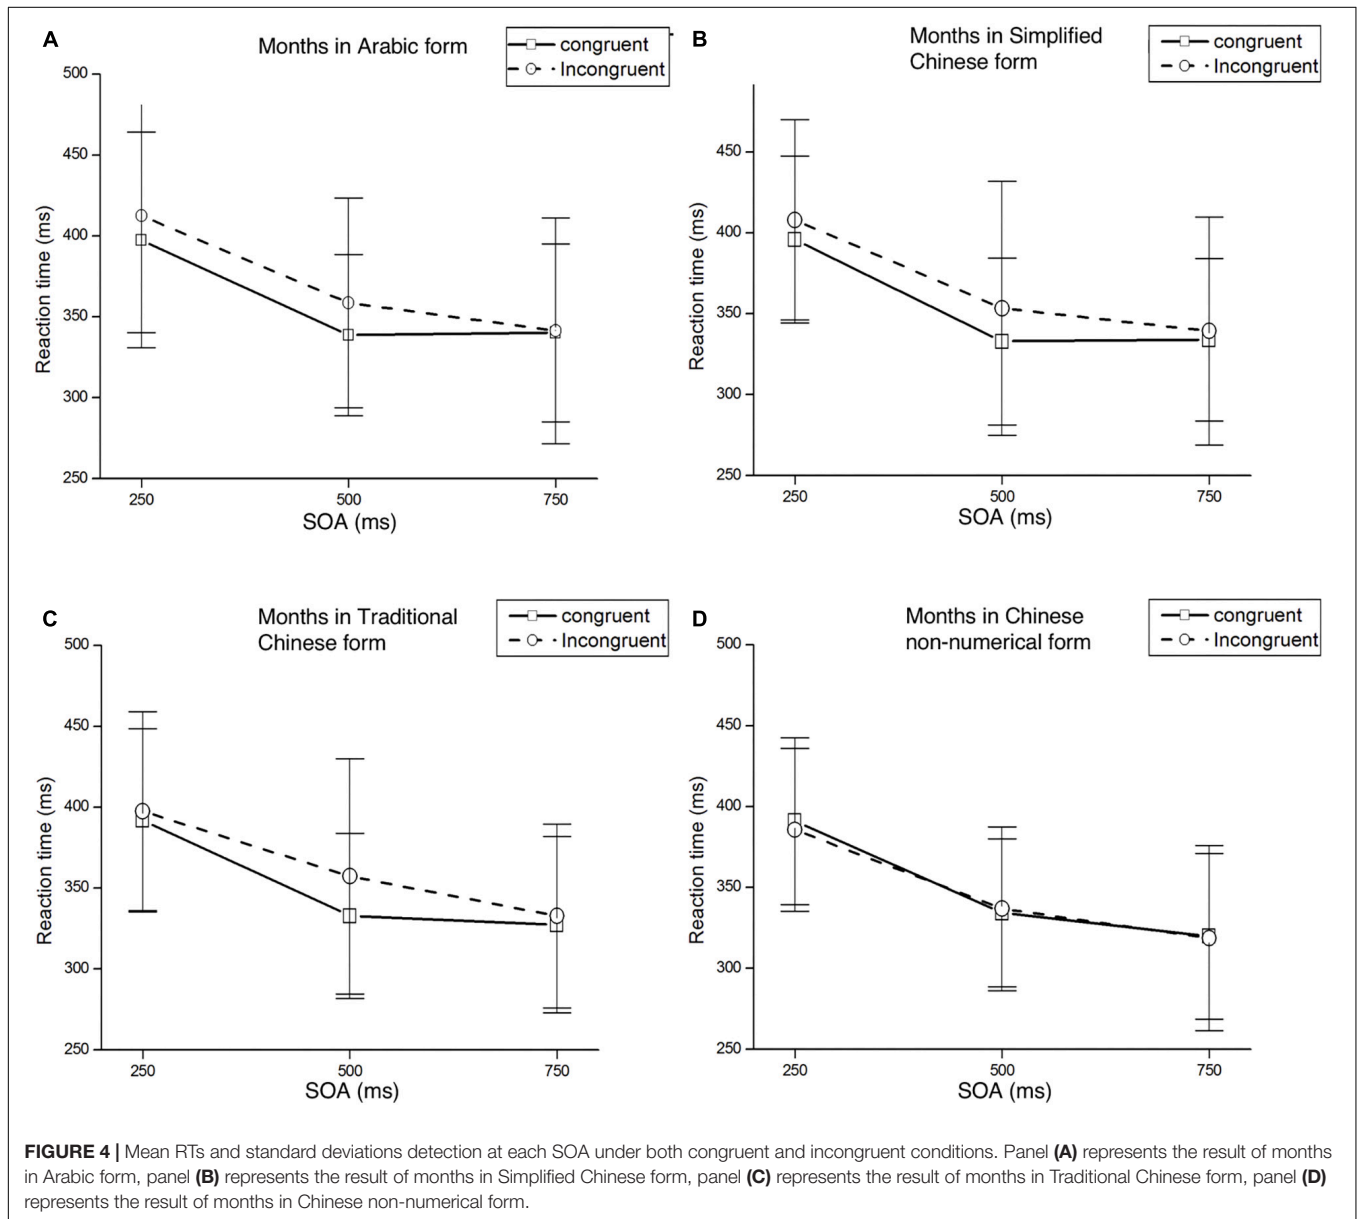 A
Months in Arabic form
congruent
Incongruent
500
450
400
350
300
250
Reaction time (ms)
250
500
750
SOA (ms)
B
Months in Simplified
Chinese form
congruent
Incongruent
450
400
350
300
250
Reaction time (ms)
250
500
750
SOA (ms)
C
Months in Traditional
Chinese form
congruent
Incongruent
500
450
400
350
300
250
Reaction time (ms)
250
500
750
SOA (ms)
D
Months in Chinese
non-numerical form
congruent
Incongruent
500
450
400
350
300
250
Reaction time (ms)
250
500
750
SOA (ms)
FIGURE 4 | Mean RTs and standard deviations detection at each SOA under both congruent and incongruent conditions. Panel (A) represents the result of months
in Arabic form, panel (B) represents the result of months in Simplified Chinese form, panel (C) represents the result of months in Traditional Chinese form, panel (D)
represents the result of months in Chinese non-numerical form.